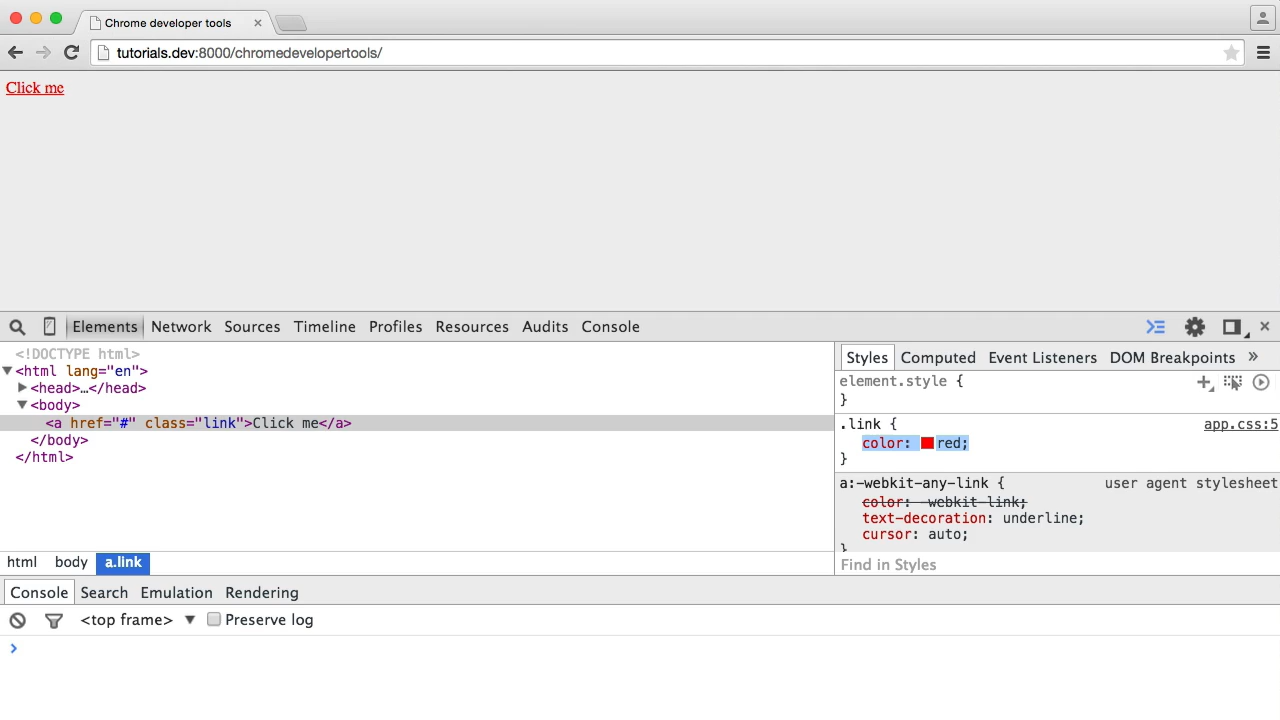 Chrome developer tools
tutorials.dev:8000/chromedevelopertools/
Click me
Elements Network Sources Timeline Profiles Resources Audits Console
<!DOCTYPE html>
<html lang="en">
<head>…</head>
<body>
<a href="#" class="link">Click me</a>
</body>
</html>
html body a.link
Styles Computed Event Listeners DOM Breakpoints »
element.style {
}
.link { app.css:5
color: red;
}
a:-webkit-any-link { user agent stylesheet
color: -webkit-link;
text-decoration: underline;
cursor: auto;
}
Find in Styles
Console Search Emulation Rendering
<top frame> Preserve log